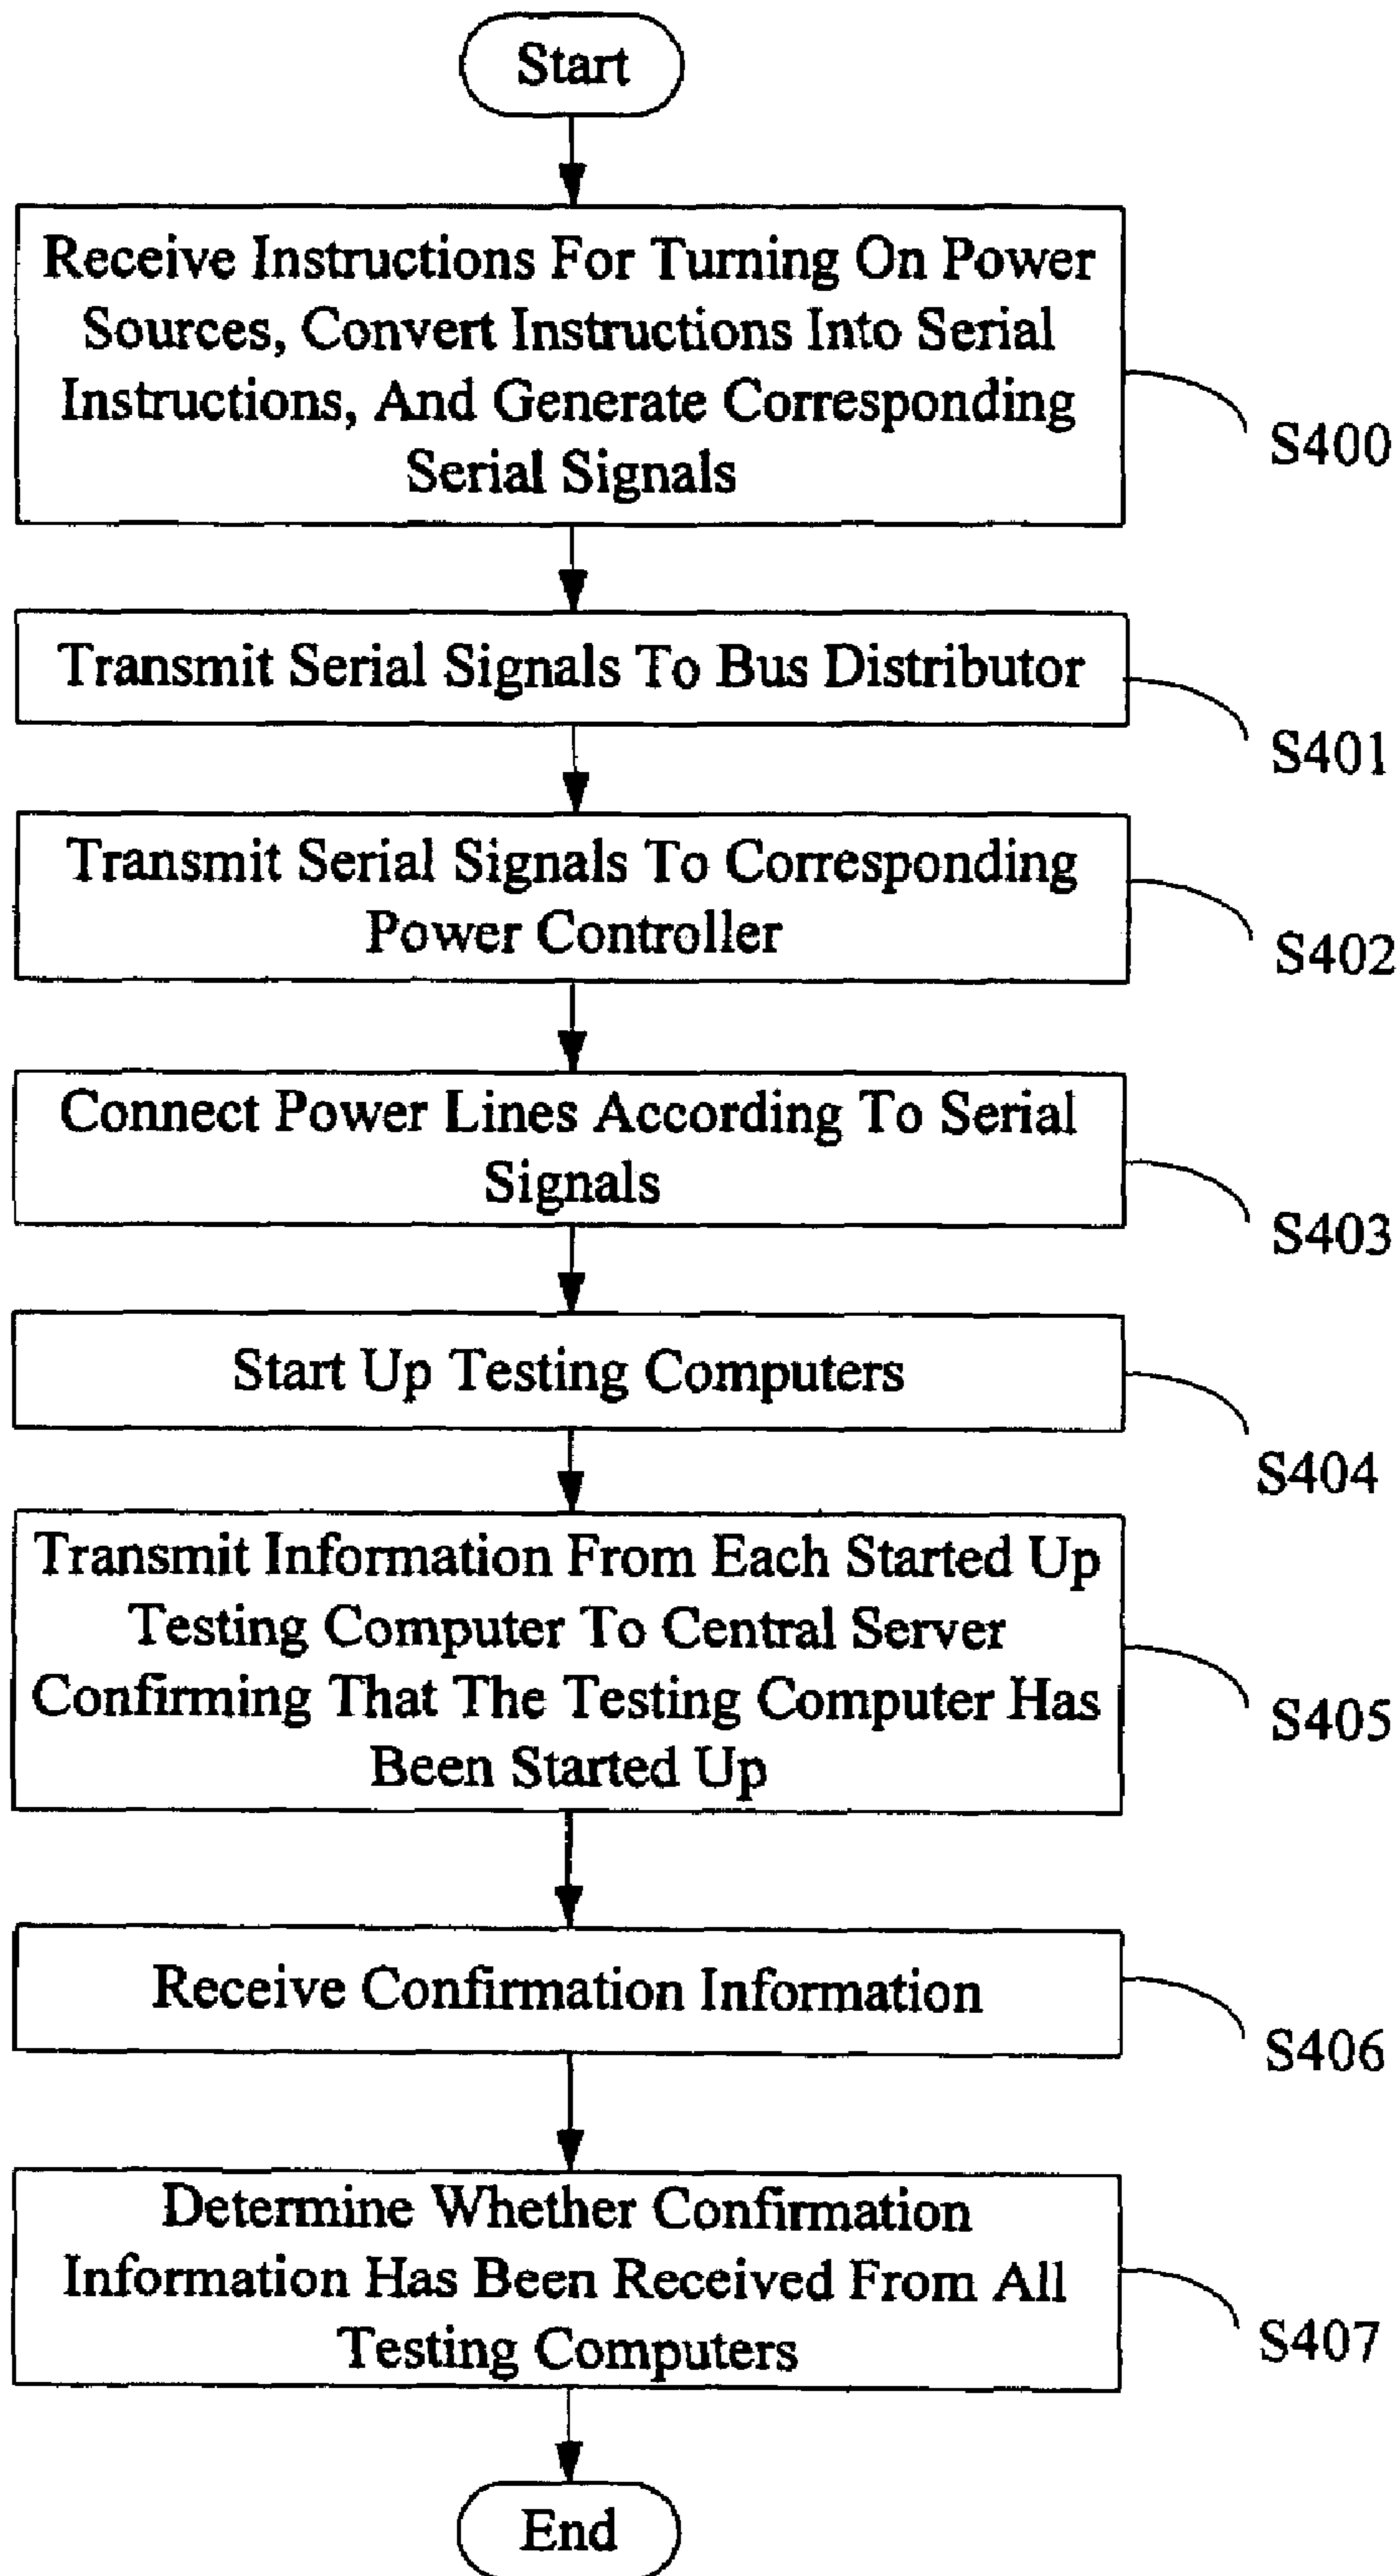 Start
Receive Instructions For Turning On Power
Sources, Convert Instructions Into Serial
Instructions, And Generate Corresponding
Serial Signals
S400
Transmit Serial Signals To Bus Distributor
S401
Transmit Serial Signals To Corresponding
Power Controller
S402
Connect Power Lines According To Serial
Signals
S403
Start Up Testing Computers
S404
Transmit Information From Each Started Up
Testing Computer To Central Server
Confirming That The Testing Computer Has
Been Started Up
S405
Receive Confirmation Information
S406
Determine Whether Confirmation
Information Has Been Received From All
Testing Computers
S407
End